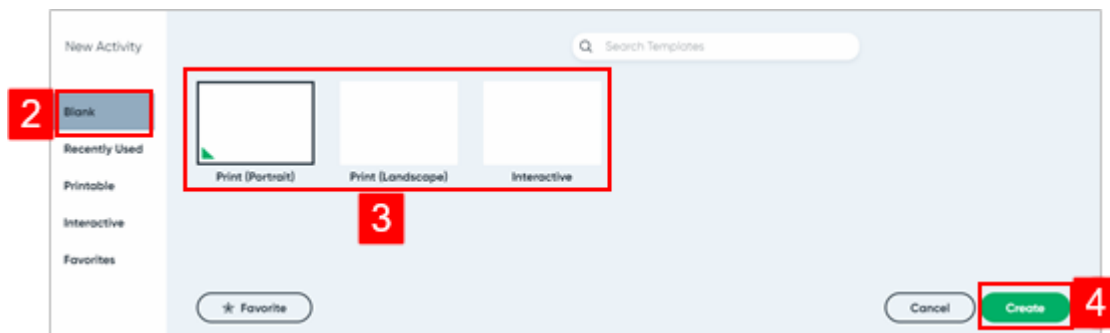 New Activity
Search Templates
2
Blank
Recently Used
Print (Portrait)
Print (Landscape)
Interactive
Printable
3
Interactive
Favorites
Favorite
Cancel
Create
4